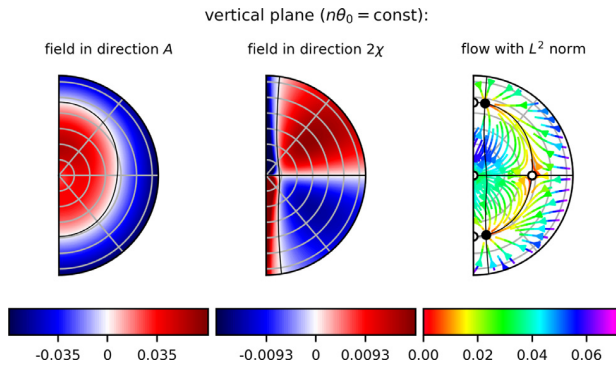 vertical plane (nθ₀ = const):
field in direction A
field in direction 2χ
flow with L² norm
-0.035 0 0.035
-0.0093 0 0.0093
0.00 0.02 0.04 0.06